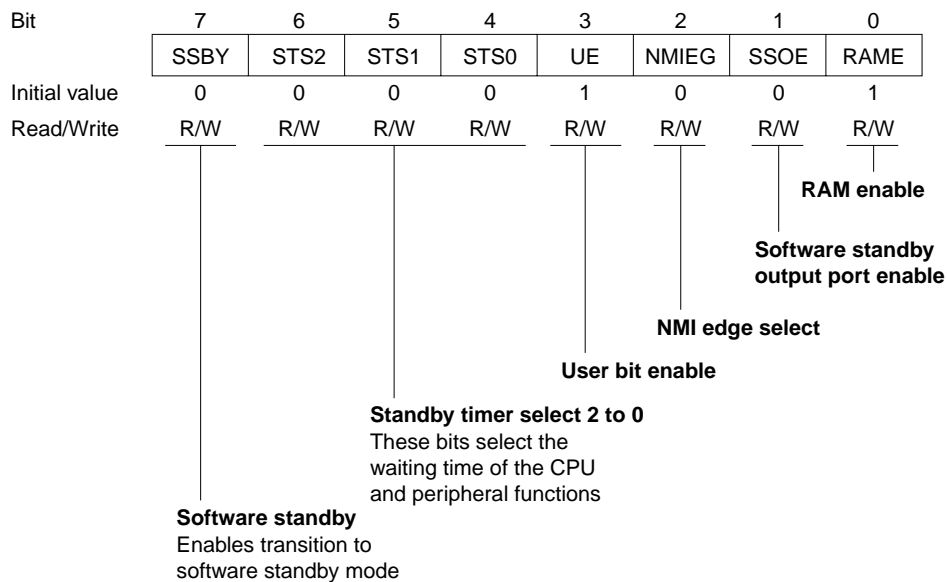 Bit 7 6 5 4 3 2 1 0
SSBY STS2 STS1 STS0 UE NMIEG SSOE RAME
Initial value 0 0 0 0 1 0 0 1
Read/Write R/W R/W R/W R/W R/W R/W R/W R/W
RAM enable
Software standby
output port enable
NMI edge select
User bit enable
Standby timer select 2 to 0
These bits select the
waiting time of the CPU
and peripheral functions
Software standby
Enables transition to
software standby mode